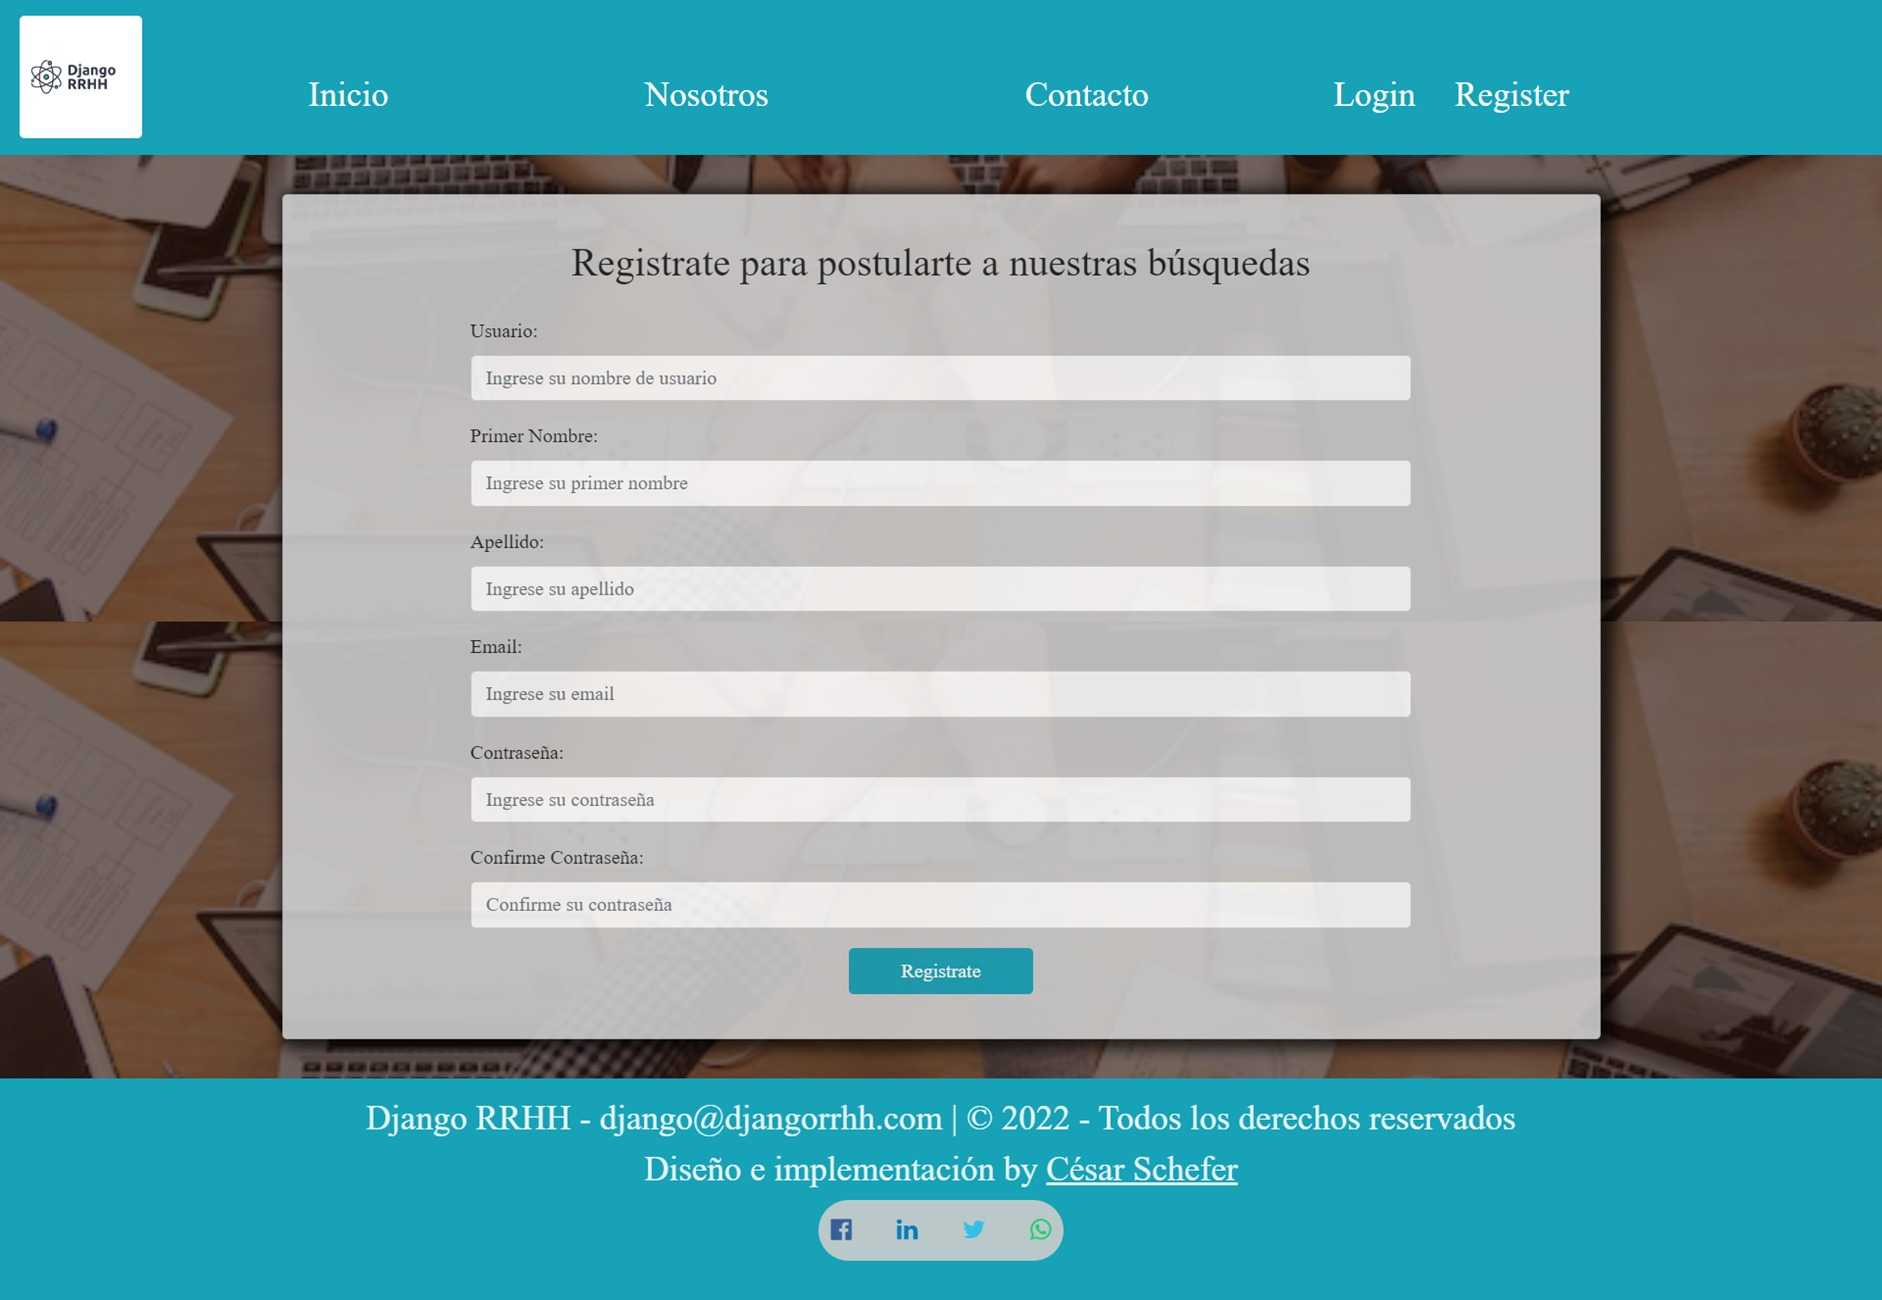 Django
RRHH
Inicio Nosotros Contacto Login Register
Registrate para postularte a nuestras búsquedas
Usuario:
Ingrese su nombre de usuario
Primer Nombre:
Ingrese su primer nombre
Apellido:
Ingrese su apellido
Email:
Ingrese su email
Contraseña:
Ingrese su contraseña
Confirme Contraseña:
Confirme su contraseña
Registrate
Django RRHH - django@djangorrhh.com | © 2022 - Todos los derechos reservados
Diseño e implementación by César Schefer